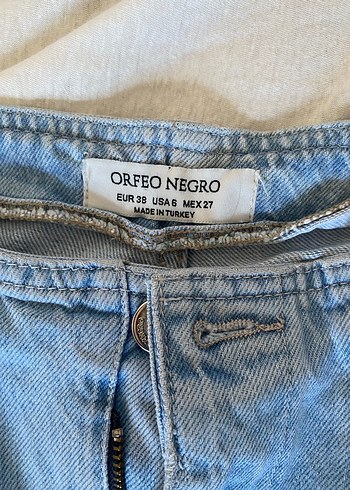 ORFEO NEGRO
EUR 38 USA 6 MEX 27
MADE IN TURKEY